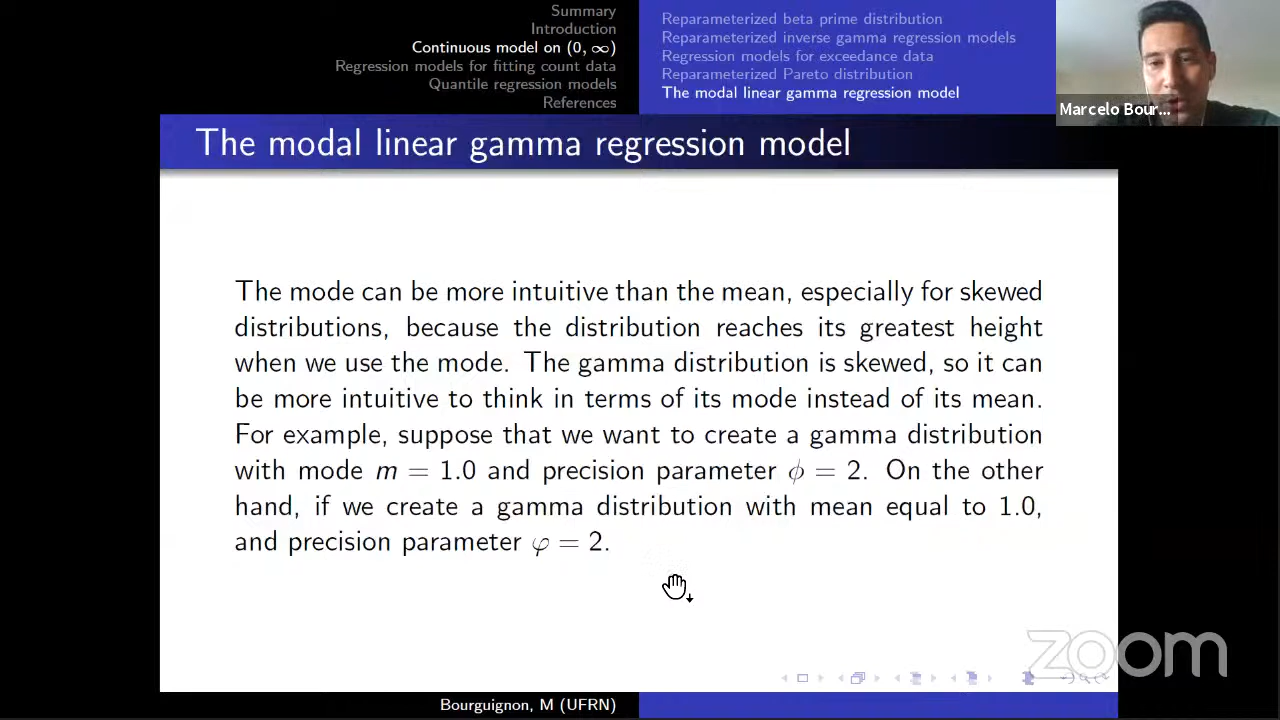 Summary
Introduction
Continuous model on (0, ∞)
Regression models for fitting count data
Quantile regression models
References
Reparameterized beta prime distribution
Reparameterized inverse gamma regression models
Regression models for exceedance data
Reparameterized Pareto distribution
The modal linear gamma regression model
Marcelo Bour...
The modal linear gamma regression model
The mode can be more intuitive than the mean, especially for skewed
distributions, because the distribution reaches its greatest height
when we use the mode. The gamma distribution is skewed, so it can
be more intuitive to think in terms of its mode instead of its mean.
For example, suppose that we want to create a gamma distribution
with mode m = 1.0 and precision parameter ϕ = 2. On the other
hand, if we create a gamma distribution with mean equal to 1.0,
and precision parameter φ = 2.
zoom
Bourguignon, M (UFRN)